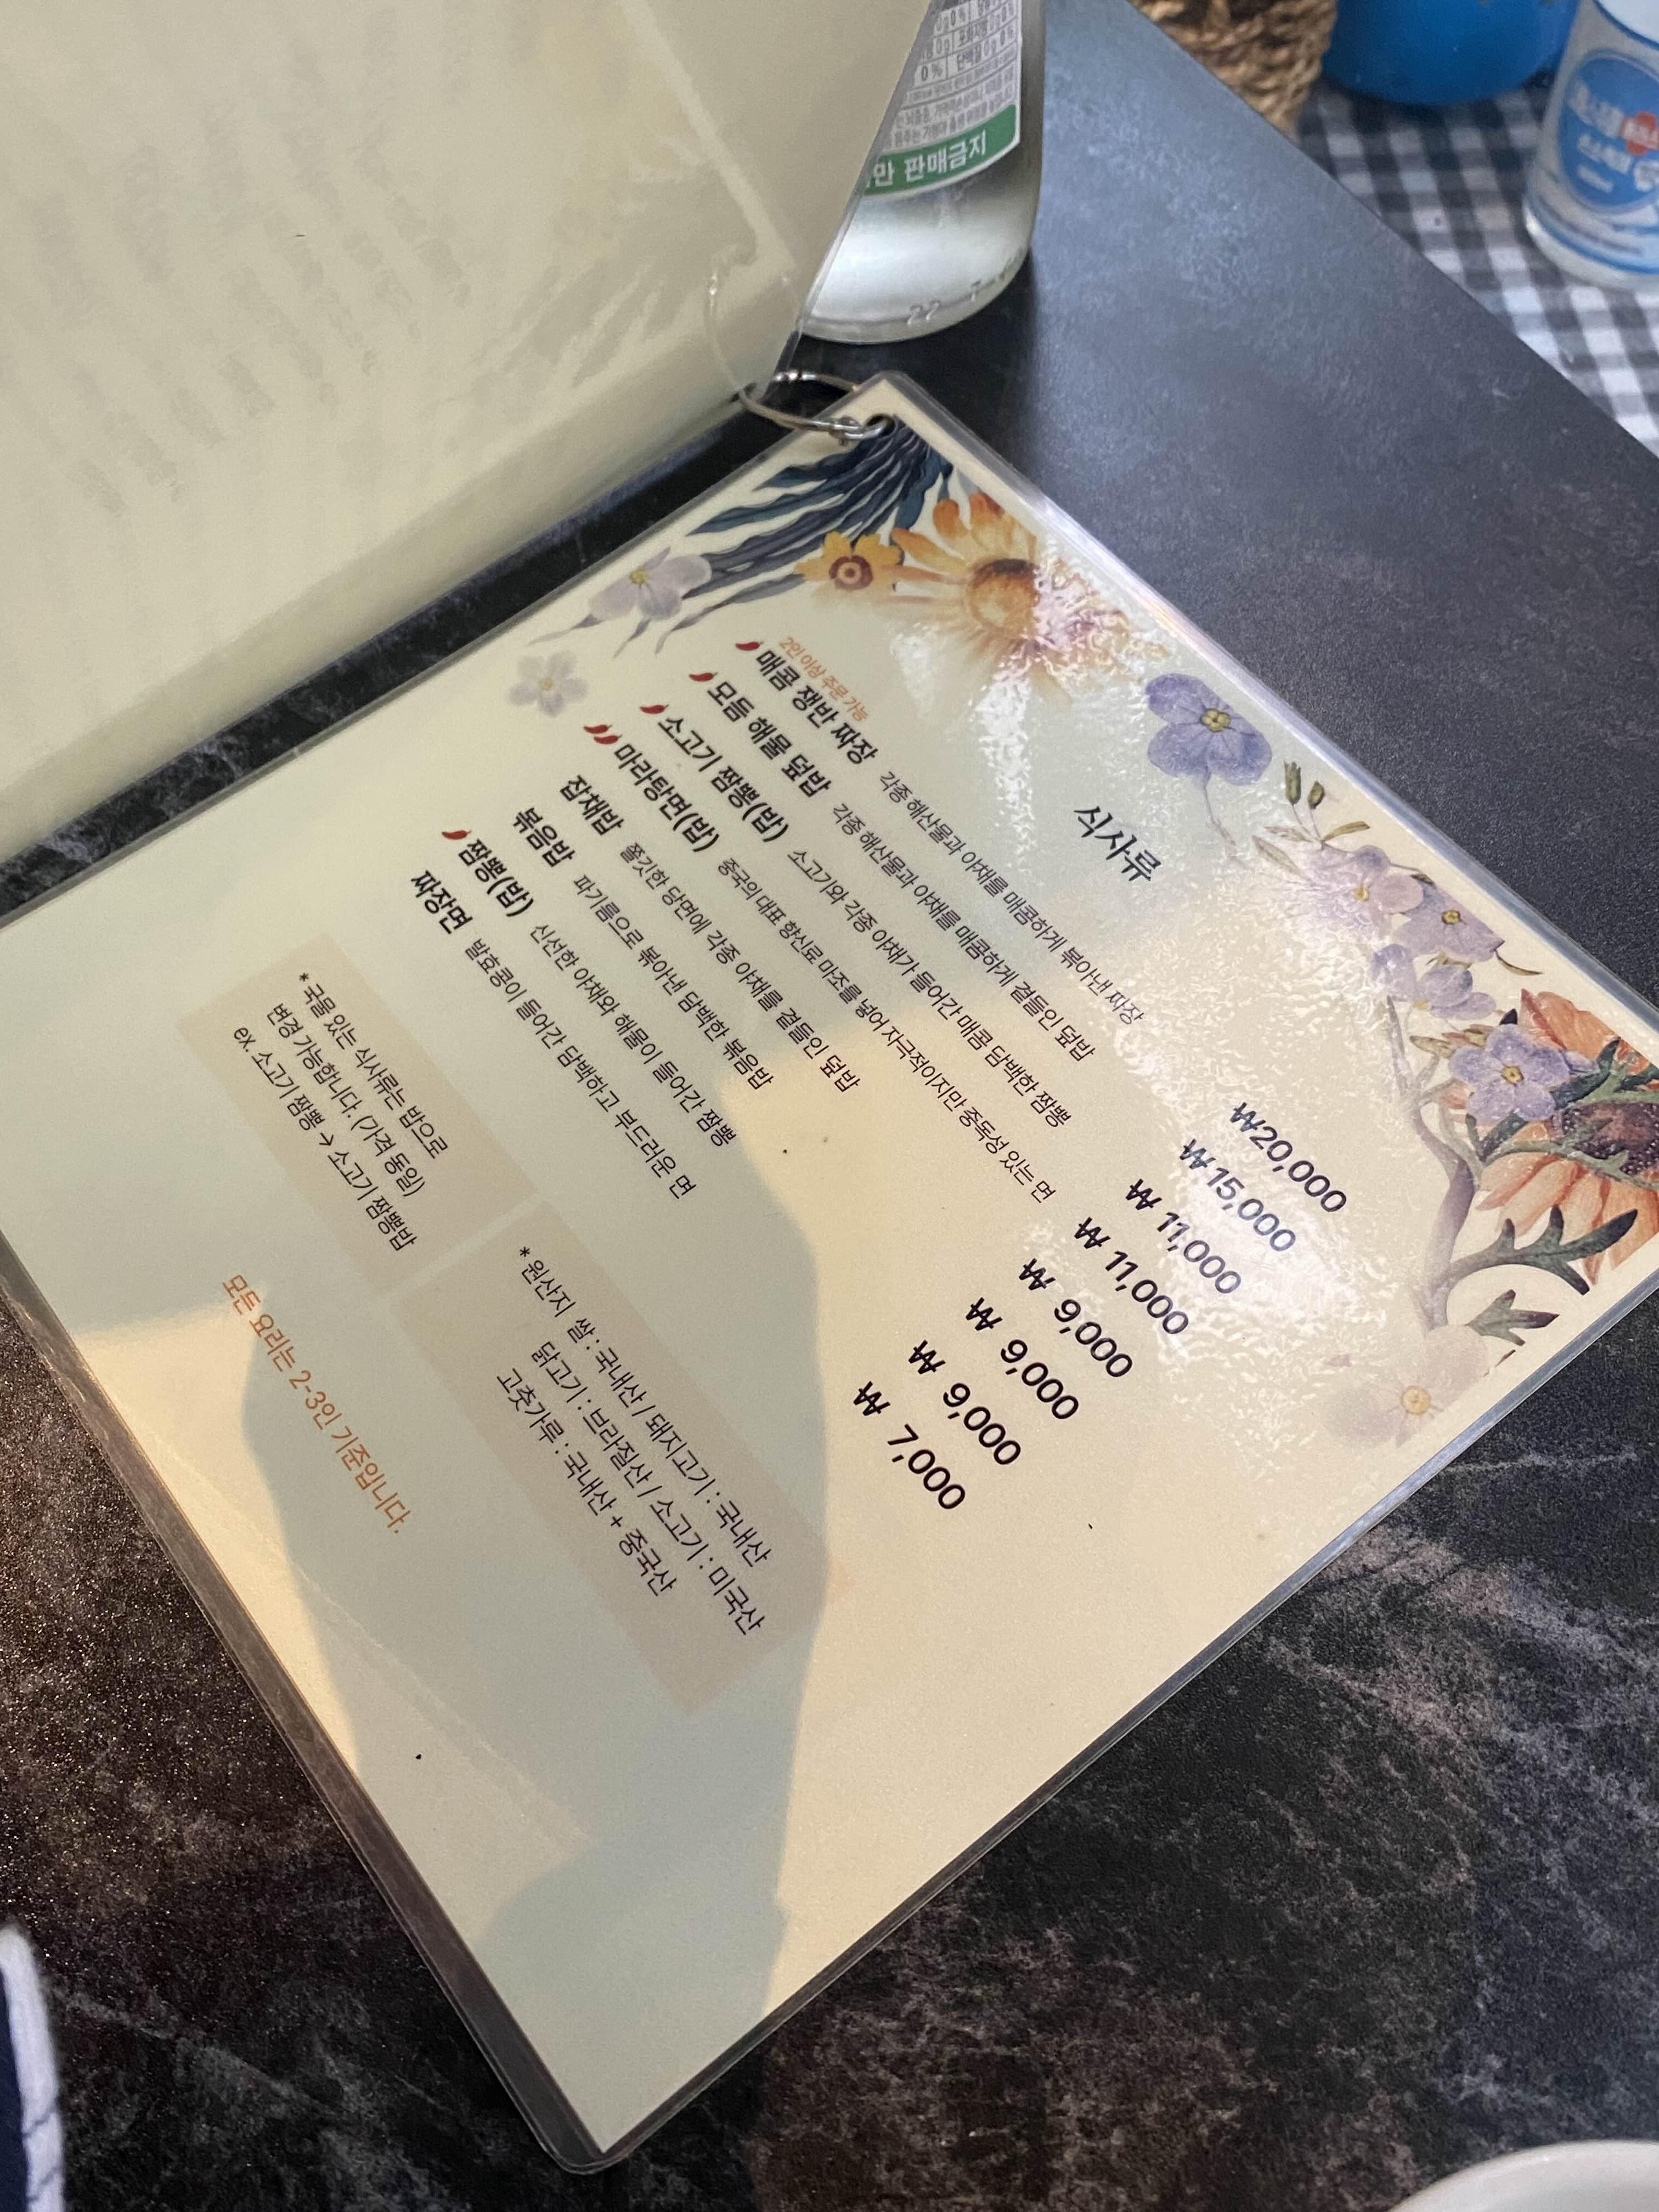 식사류
2인 이상 주문 가능
매콤 쟁반 짜장 각종 해산물과 야채를 매콤하게 볶아낸 짜장 ₩20,000
모듬 해물 덮밥 각종 해산물과 야채를 매콤하게 곁들인 덮밥 ₩15,000
소고기 짬뽕(밥) 소고기와 각종 야채가 들어간 매콤 담백한 짬뽕 ₩ 11,000
마라탕면(밥) 중국의 대표 향신료 마조를 넣어 자극적이지만 중독성 있는 면 ₩ 11,000
잡채밥 쫄깃한 당면에 각종 야채를 곁들인 덮밥 ₩ 9,000
볶음밥 파기름으로 볶아낸 담백한 볶음밥 ₩ 9,000
짬뽕(밥) 신선한 야채와 해물이 들어간 짬뽕 ₩ 9,000
짜장면 발효콩이 들어간 담백하고 부드러운 면 ₩ 7,000
* 국물 있는 식사류는 밥으로
변경 가능합니다. (가격 동일)
ex. 소고기 짬뽕 → 소고기 짬뽕밥
* 원산지 쌀 : 국내산 / 돼지고기 : 국내산
닭고기 : 브라질산 / 소고기 : 미국산
고춧가루 : 국내산 + 중국산
모든 요리는 2-3인 기준입니다.
판매금지